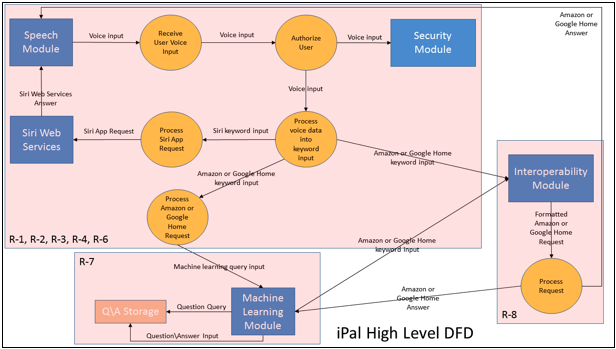 Amazon or
Google Home
Answer
Speech
Module
Voice input
Receive
User Voice
Input
Voice input
Authorize
User
Voice input
Security
Module
Siri Web Services
Answer
Voice input
Siri Web
Services
Siri App Request
Process
Siri App
Request
Siri keyword input
Process
voice data
into
keyword
input
Amazon or Google Home
keyword input
Amazon or Google Home
keyword input
Interoperability
Module
Process
Amazon or
Google
Home
Request
Formatted
Amazon or
Google Home
Request
R-1, R-2, R-3, R-4, R-6
Amazon or Google Home
keyword input
R-7
Machine learning query input
Process
Request
Amazon or
Google Home
Answer
Q\A Storage
Question Query
Machine
Learning
Module
Question\Answer Input
iPal High Level DFD
R-8